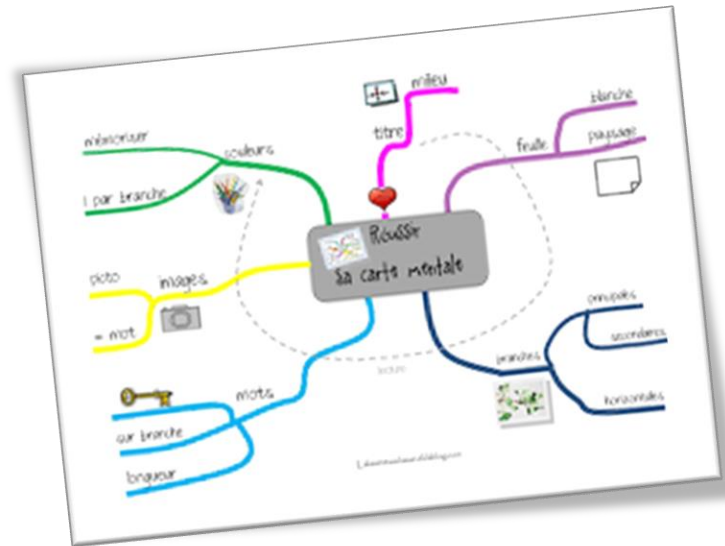 milieu
titre
blanche
feuille
paysage
mémoriser
couleurs
1 par branche
Réussir
Sa carte mentale
picto
images
= mot
principales
branches
secondaires
horizontales
mots
sur branche
longueur
lecture